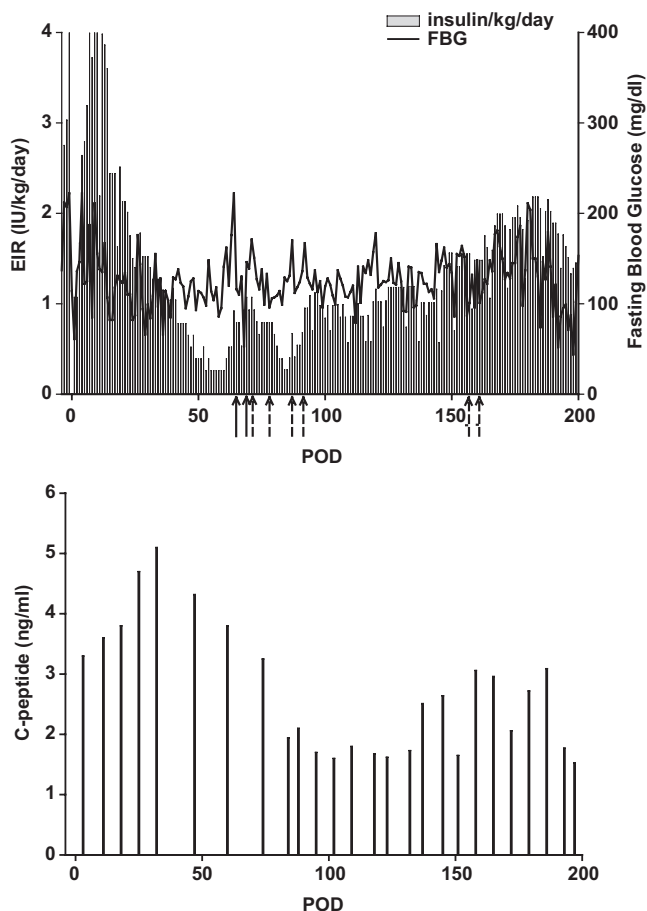 insulin/kg/day
FBG
EIR (IU/kg/day)
4
3
2
1
0
Fasting Blood Glucose (mg/dl)
400
300
200
100
0
0 50 100 150 200
POD
C-peptide (ng/ml)
6
5
4
3
2
1
0
0 50 100 150 200
POD